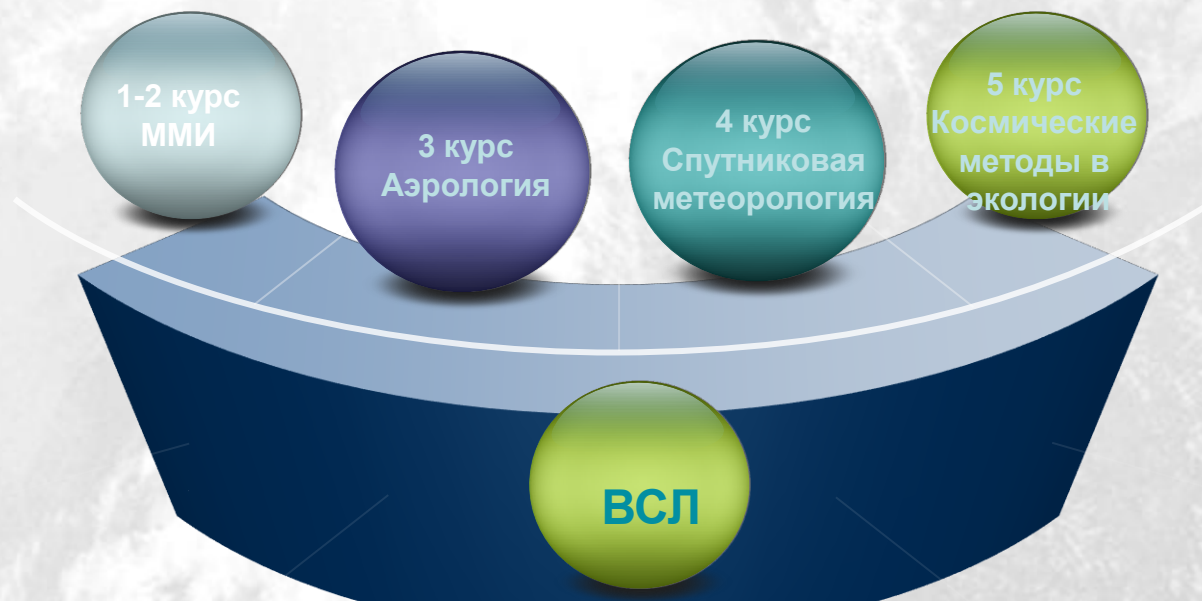 1-2 курс
ММИ
3 курс
Аэрология
4 курс
Спутниковая
метеорология
5 курс
Космические
методы в
экологии
ВСЛ